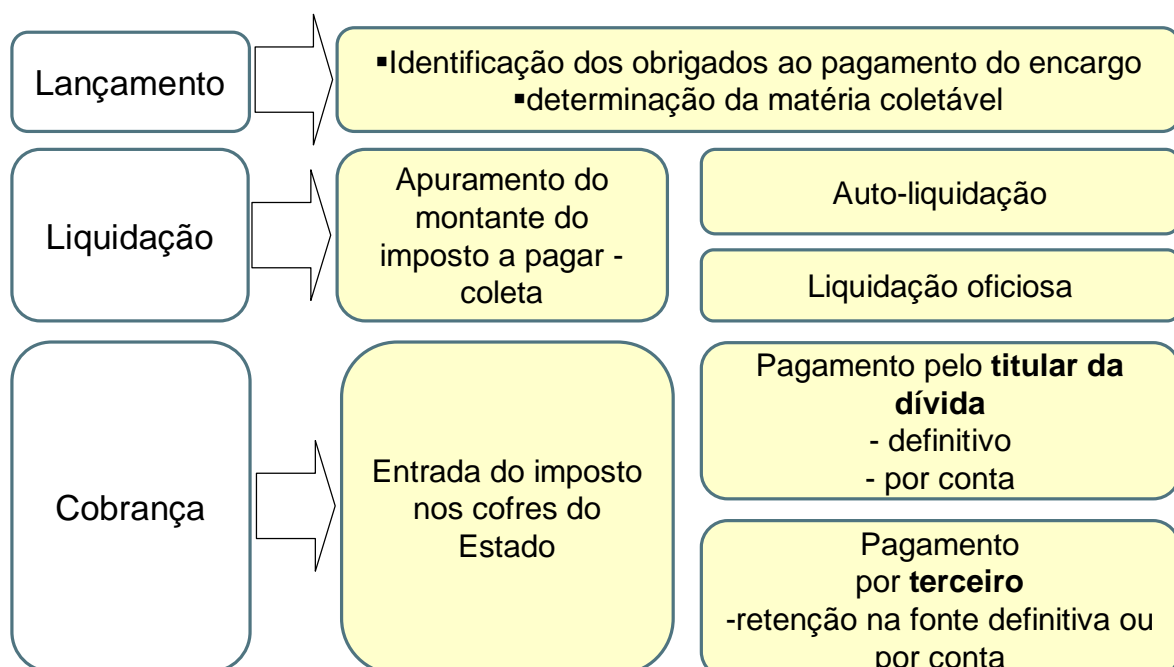 Lançamento
▪Identificação dos obrigados ao pagamento do encargo
▪determinação da matéria coletável
Liquidação
Apuramento do
montante do
imposto a pagar -
coleta
Auto-liquidação
Liquidação oficiosa
Cobrança
Entrada do imposto
nos cofres do
Estado
Pagamento pelo titular da
dívida
- definitivo
- por conta
Pagamento
por terceiro
-retenção na fonte definitiva ou
por conta